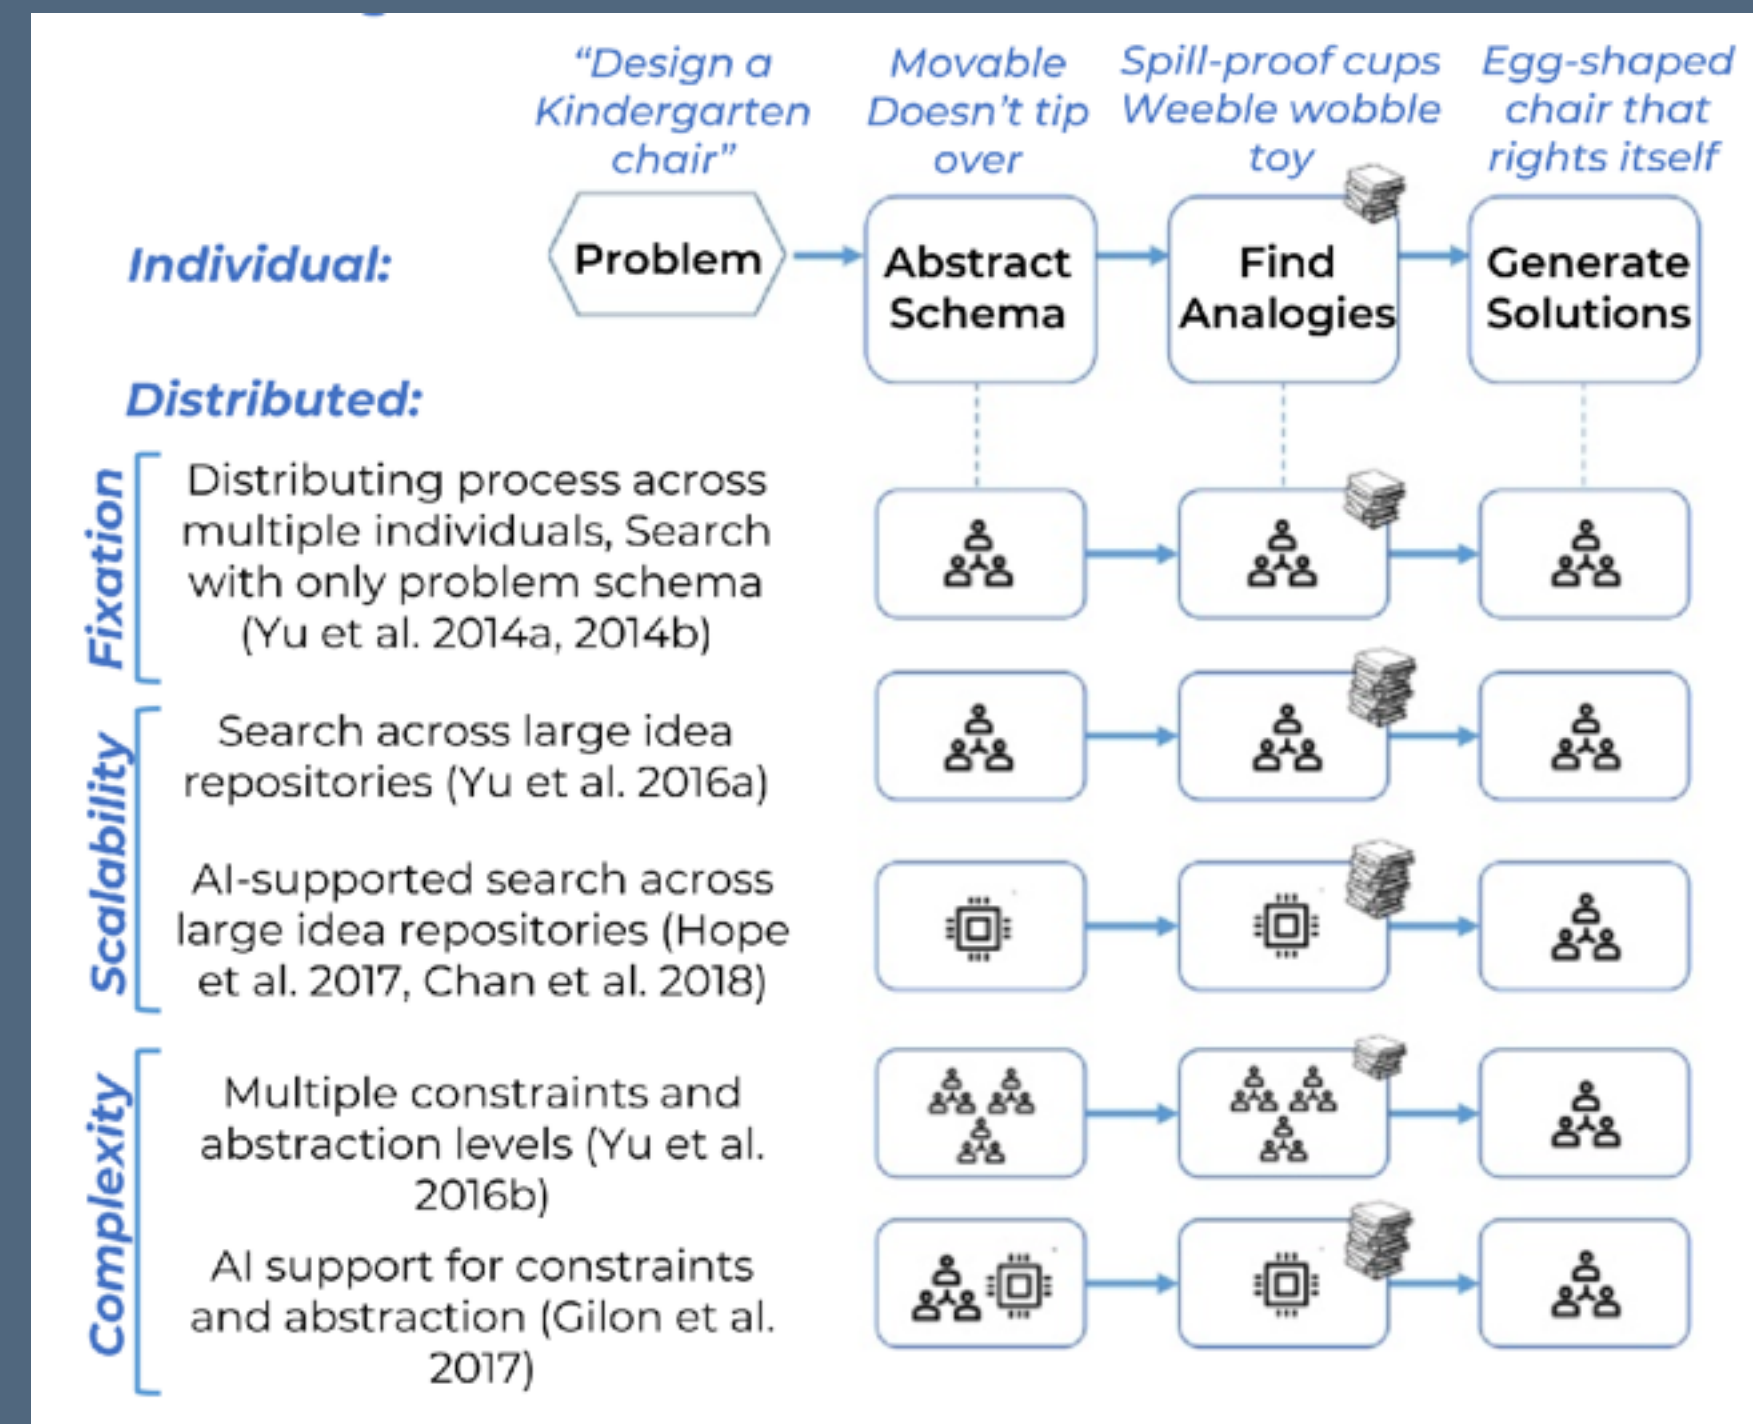 “Design a
Kindergarten
chair”
Movable
Doesn’t tip
over
Spill-proof cups
Weeble wobble
toy
Egg-shaped
chair that
rights itself
Individual:
Problem
Abstract
Schema
Find
Analogies
Generate
Solutions
Distributed:
Fixation
Distributing process across
multiple individuals, Search
with only problem schema
(Yu et al. 2014a, 2014b)
Scalability
Search across large idea
repositories (Yu et al. 2016a)
AI-supported search across
large idea repositories (Hope
et al. 2017, Chan et al. 2018)
Complexity
Multiple constraints and
abstraction levels (Yu et al.
2016b)
AI support for constraints
and abstraction (Gilon et al.
2017)